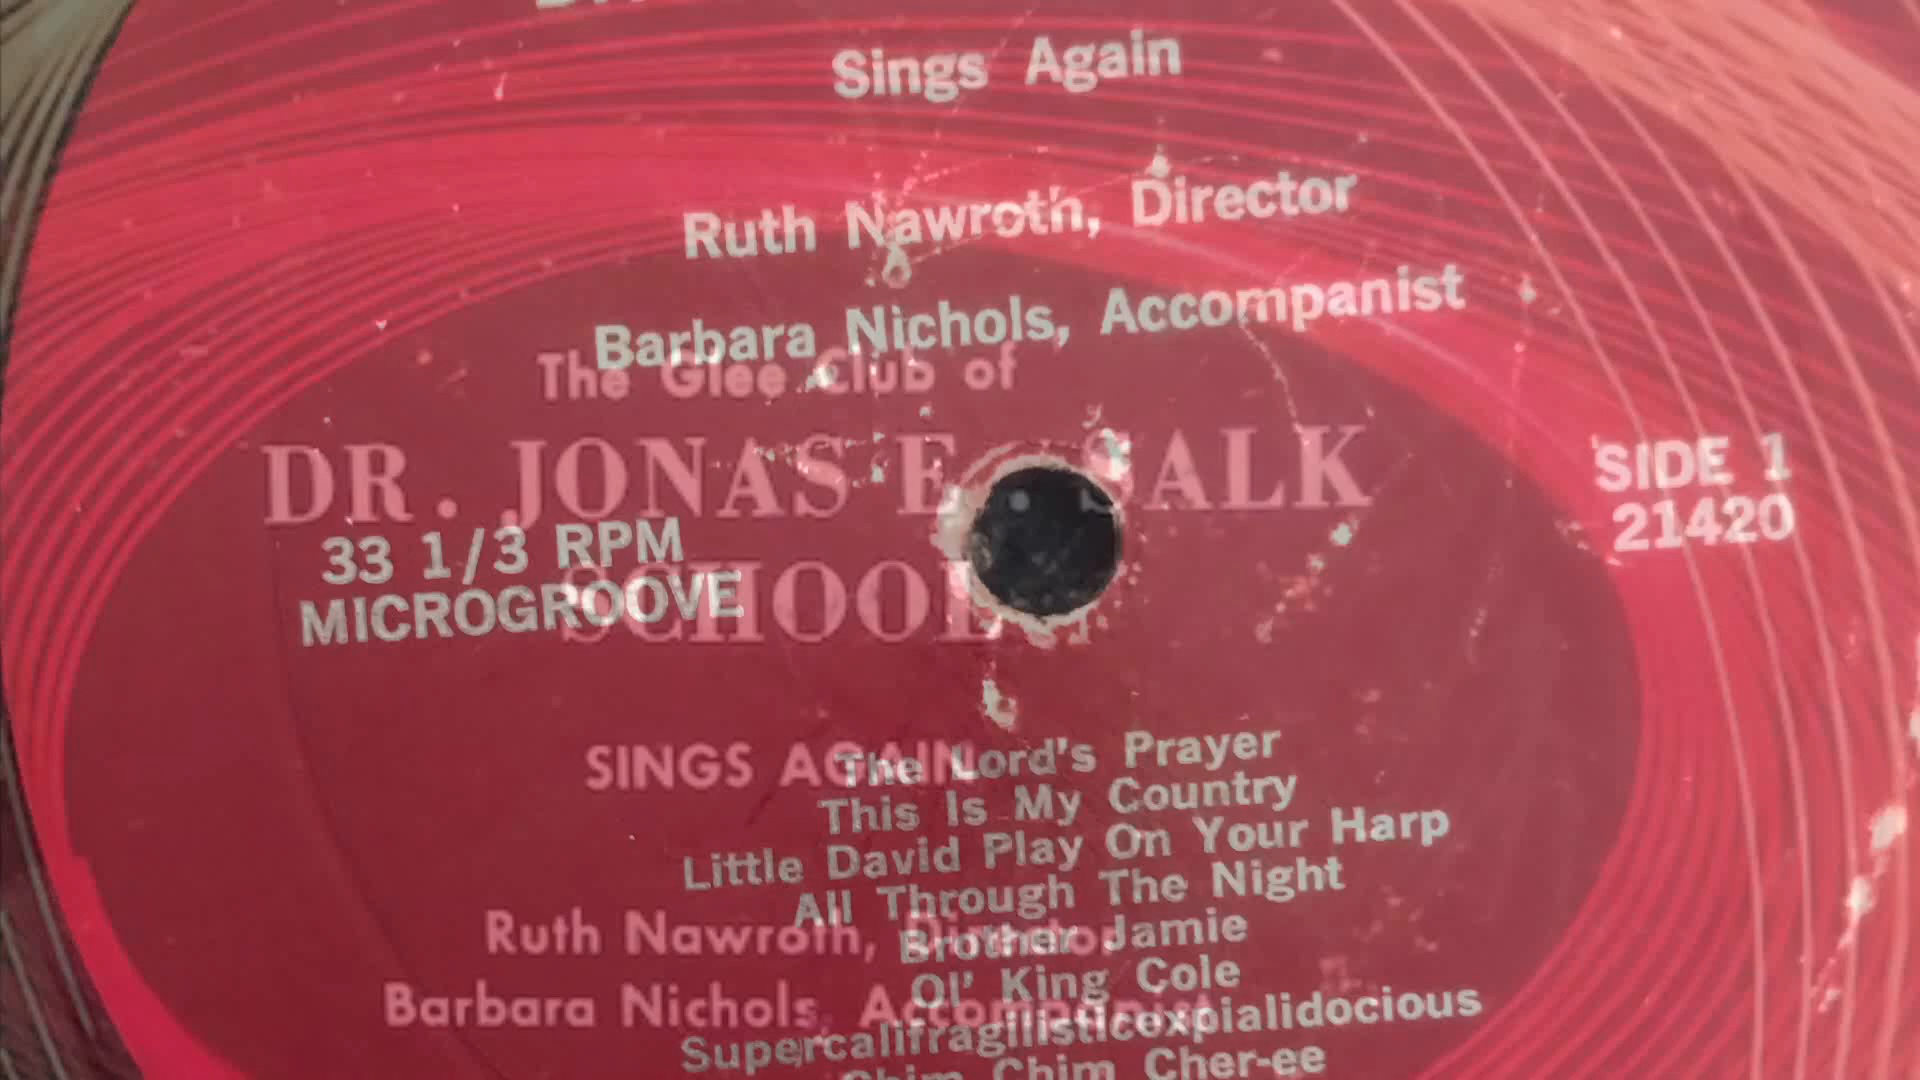 Sings Again
Ruth Nawroth, Director
Barbara Nichols, Accompanist
The Glee Club of
DR. JONAS E. SALK
SCHOOL
33 1/3 RPM
MICROGROOVE
SIDE 1
21420
SINGS AGAIN
The Lord's Prayer
This Is My Country
Little David Play On Your Harp
All Through The Night
Ruth Nawroth, Director
Brother Jamie
Ol' King Cole
Barbara Nichols, Accompanist
Supercalifragilisticexpialidocious
Chim Chim Cher-ee